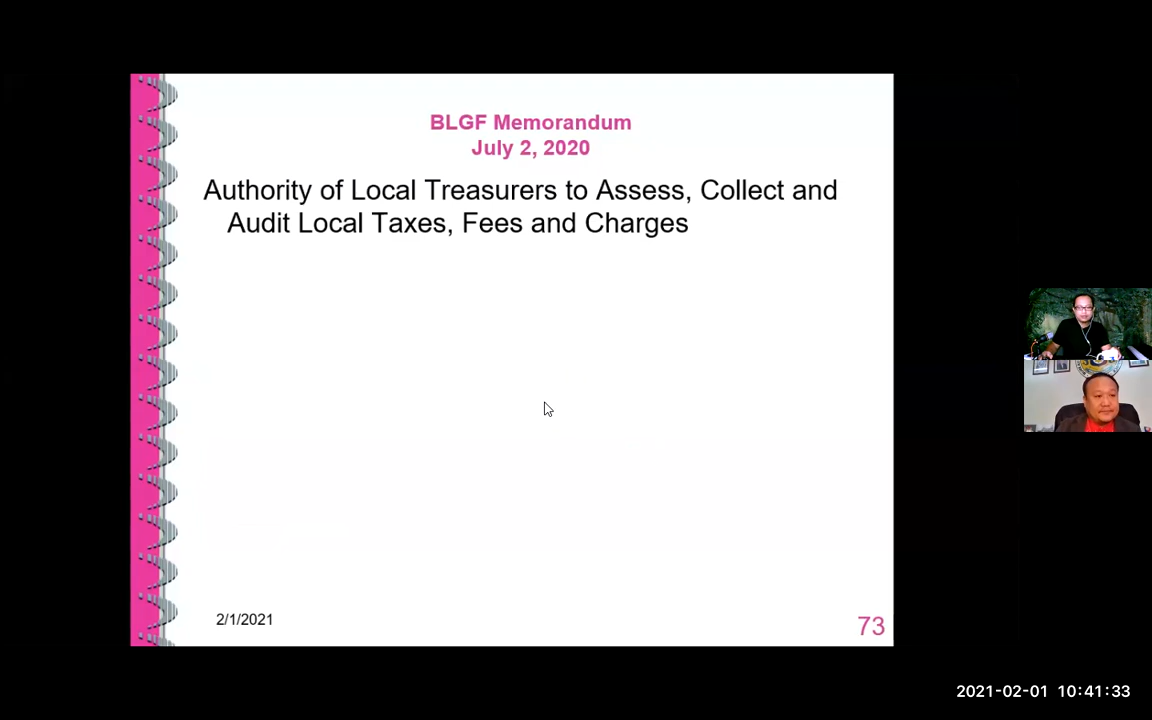 BLGF Memorandum
July 2, 2020
Authority of Local Treasurers to Assess, Collect and
Audit Local Taxes, Fees and Charges
2/1/2021
73
2021-02-01 10:41:33